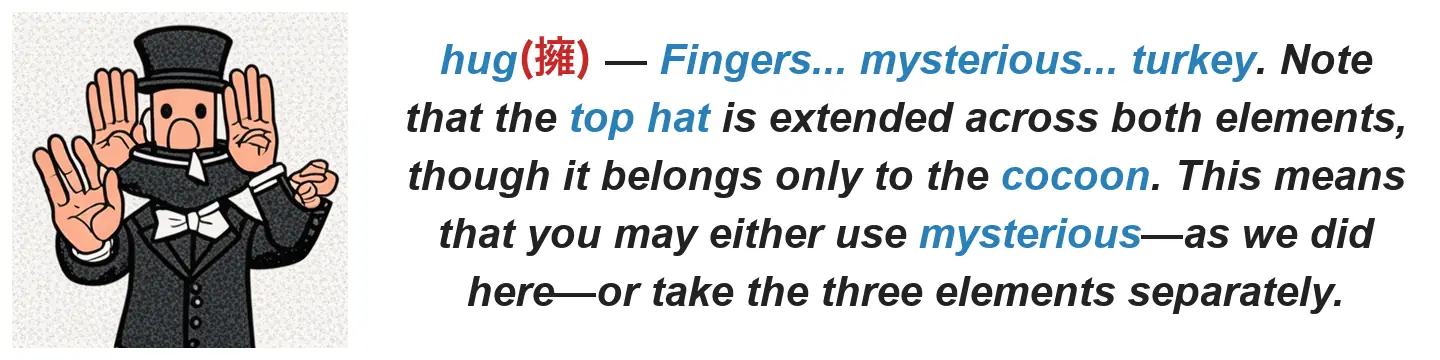 hug(擁) — Fingers... mysterious... turkey. Note
that the top hat is extended across both elements,
though it belongs only to the cocoon. This means
that you may either use mysterious—as we did
here—or take the three elements separately.